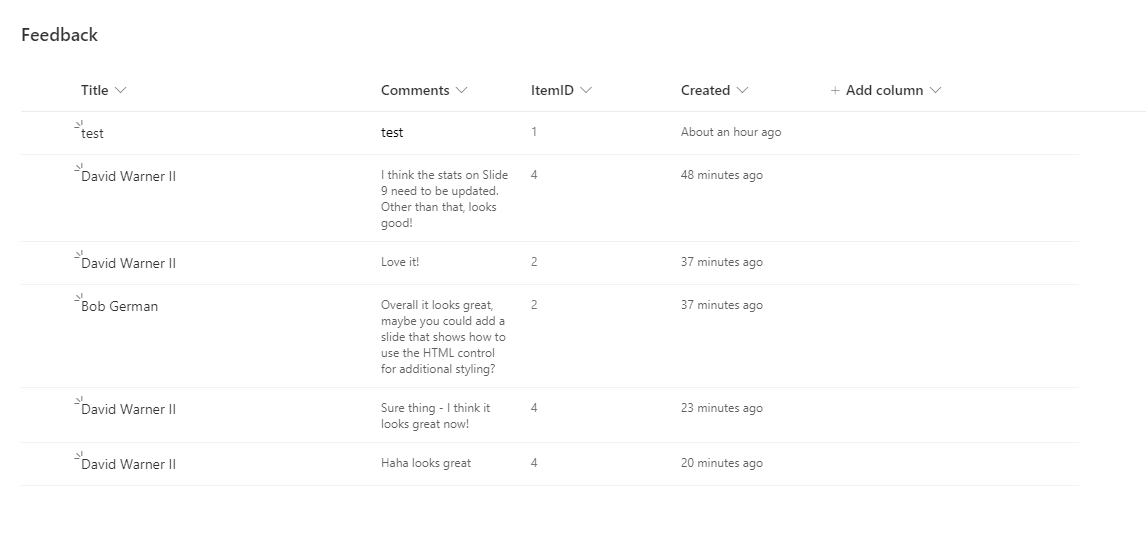 Feedback
Title Comments ItemID Created + Add column
test test 1 About an hour ago
David Warner II I think the stats on Slide 4 48 minutes ago
9 need to be updated.
Other than that, looks
good!
David Warner II Love it! 2 37 minutes ago
Bob German Overall it looks great, 2 37 minutes ago
maybe you could add a
slide that shows how to
use the HTML control
for additional styling?
David Warner II Sure thing - I think it 4 23 minutes ago
looks great now!
David Warner II Haha looks great 4 20 minutes ago